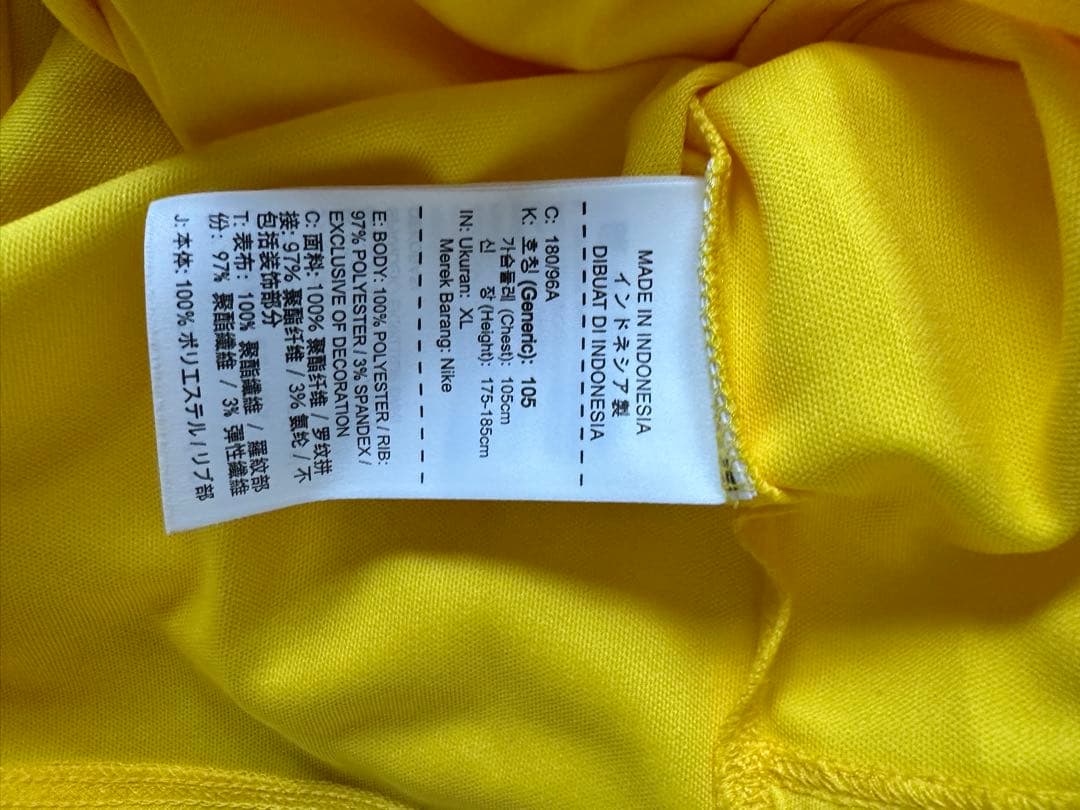 MADE IN INDONESIA
インドネシア製
DIBUAT DI INDONESIA
C: 180/96A
K: 호칭 (Generic): 105
가슴둘레 (Chest): 105cm
신 장 (Height): 175-185cm
IN: Ukuran: XL
Merek Barang: Nike
E: BODY: 100% POLYESTER / RIB:
97% POLYESTER / 3% SPANDEX /
EXCLUSIVE OF DECORATION
C: 面料: 100% 聚酯纤维 / 罗纹拼
接: 97% 聚酯纤维 / 3% 氨纶 / 不
包括装饰部分
T: 表布: 100% 聚酯纖維 / 羅紋部
份: 97% 聚酯纖維 / 3% 彈性纖維
J: 本体: 100% ポリエステル / リブ部